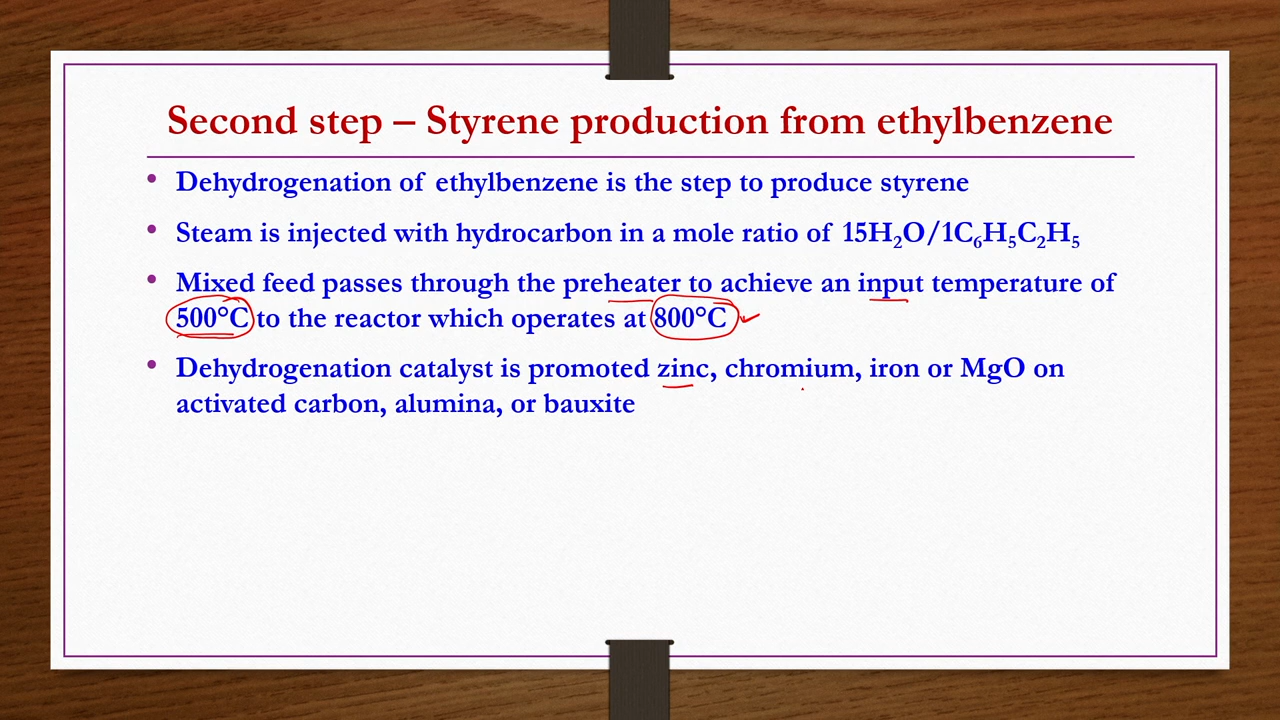 Second step – Styrene production from ethylbenzene
• Dehydrogenation of ethylbenzene is the step to produce styrene
• Steam is injected with hydrocarbon in a mole ratio of 15H₂O/1C₆H₅C₂H₅
• Mixed feed passes through the preheater to achieve an input temperature of
500°C to the reactor which operates at 800°C
• Dehydrogenation catalyst is promoted zinc, chromium, iron or MgO on
activated carbon, alumina, or bauxite